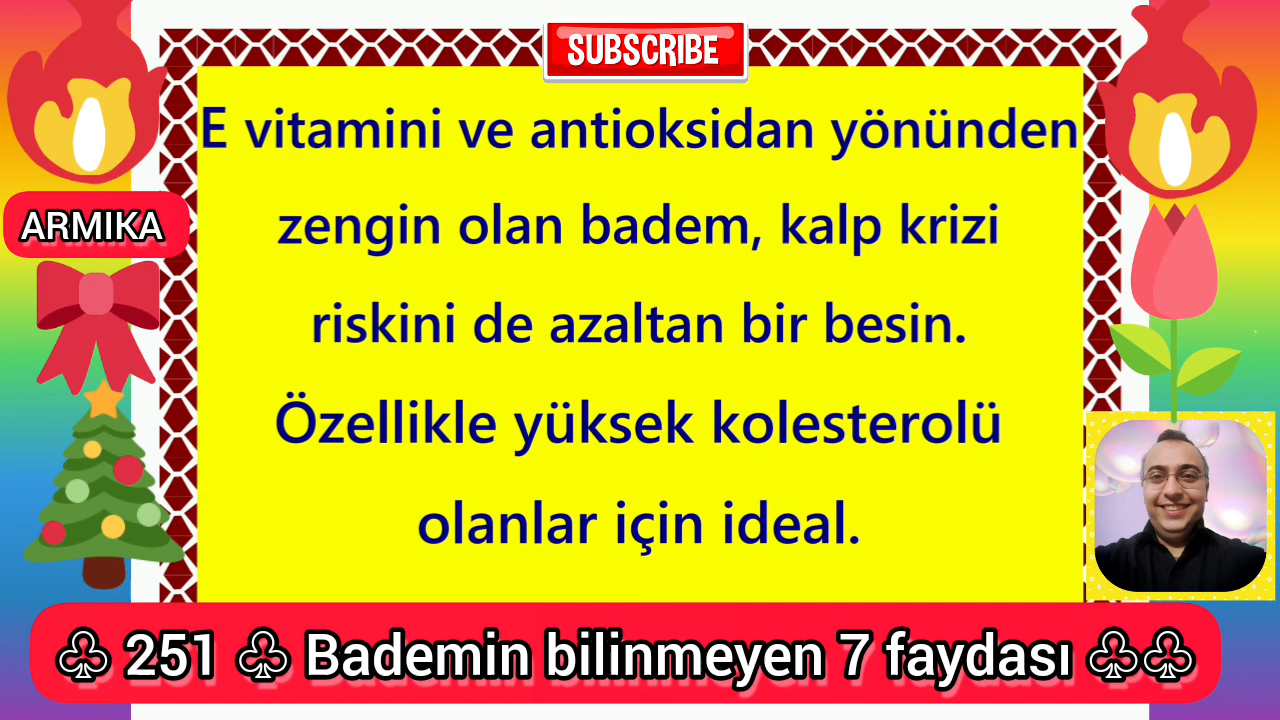 SUBSCRIBE
E vitamini ve antioksidan yönünden
zengin olan badem, kalp krizi
riskini de azaltan bir besin.
Özellikle yüksek kolesterolü
olanlar için ideal.
ARMIKA
♧ 251 ♧ Bademin bilinmeyen 7 faydası ♧♧